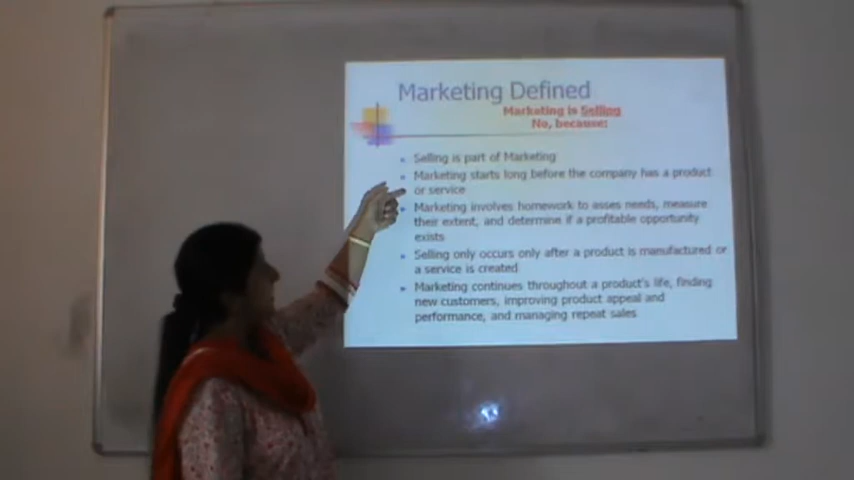 Marketing Defined
Marketing is Selling
No, because:
Selling is part of Marketing
Marketing starts long before the company has a product
or service
Marketing involves homework to asses needs, measure
their extent, and determine if a profitable opportunity
exists
Selling only occurs only after a product is manufactured or
a service is created
Marketing continues throughout a product's life, finding
new customers, improving product appeal and
performance, and managing repeat sales